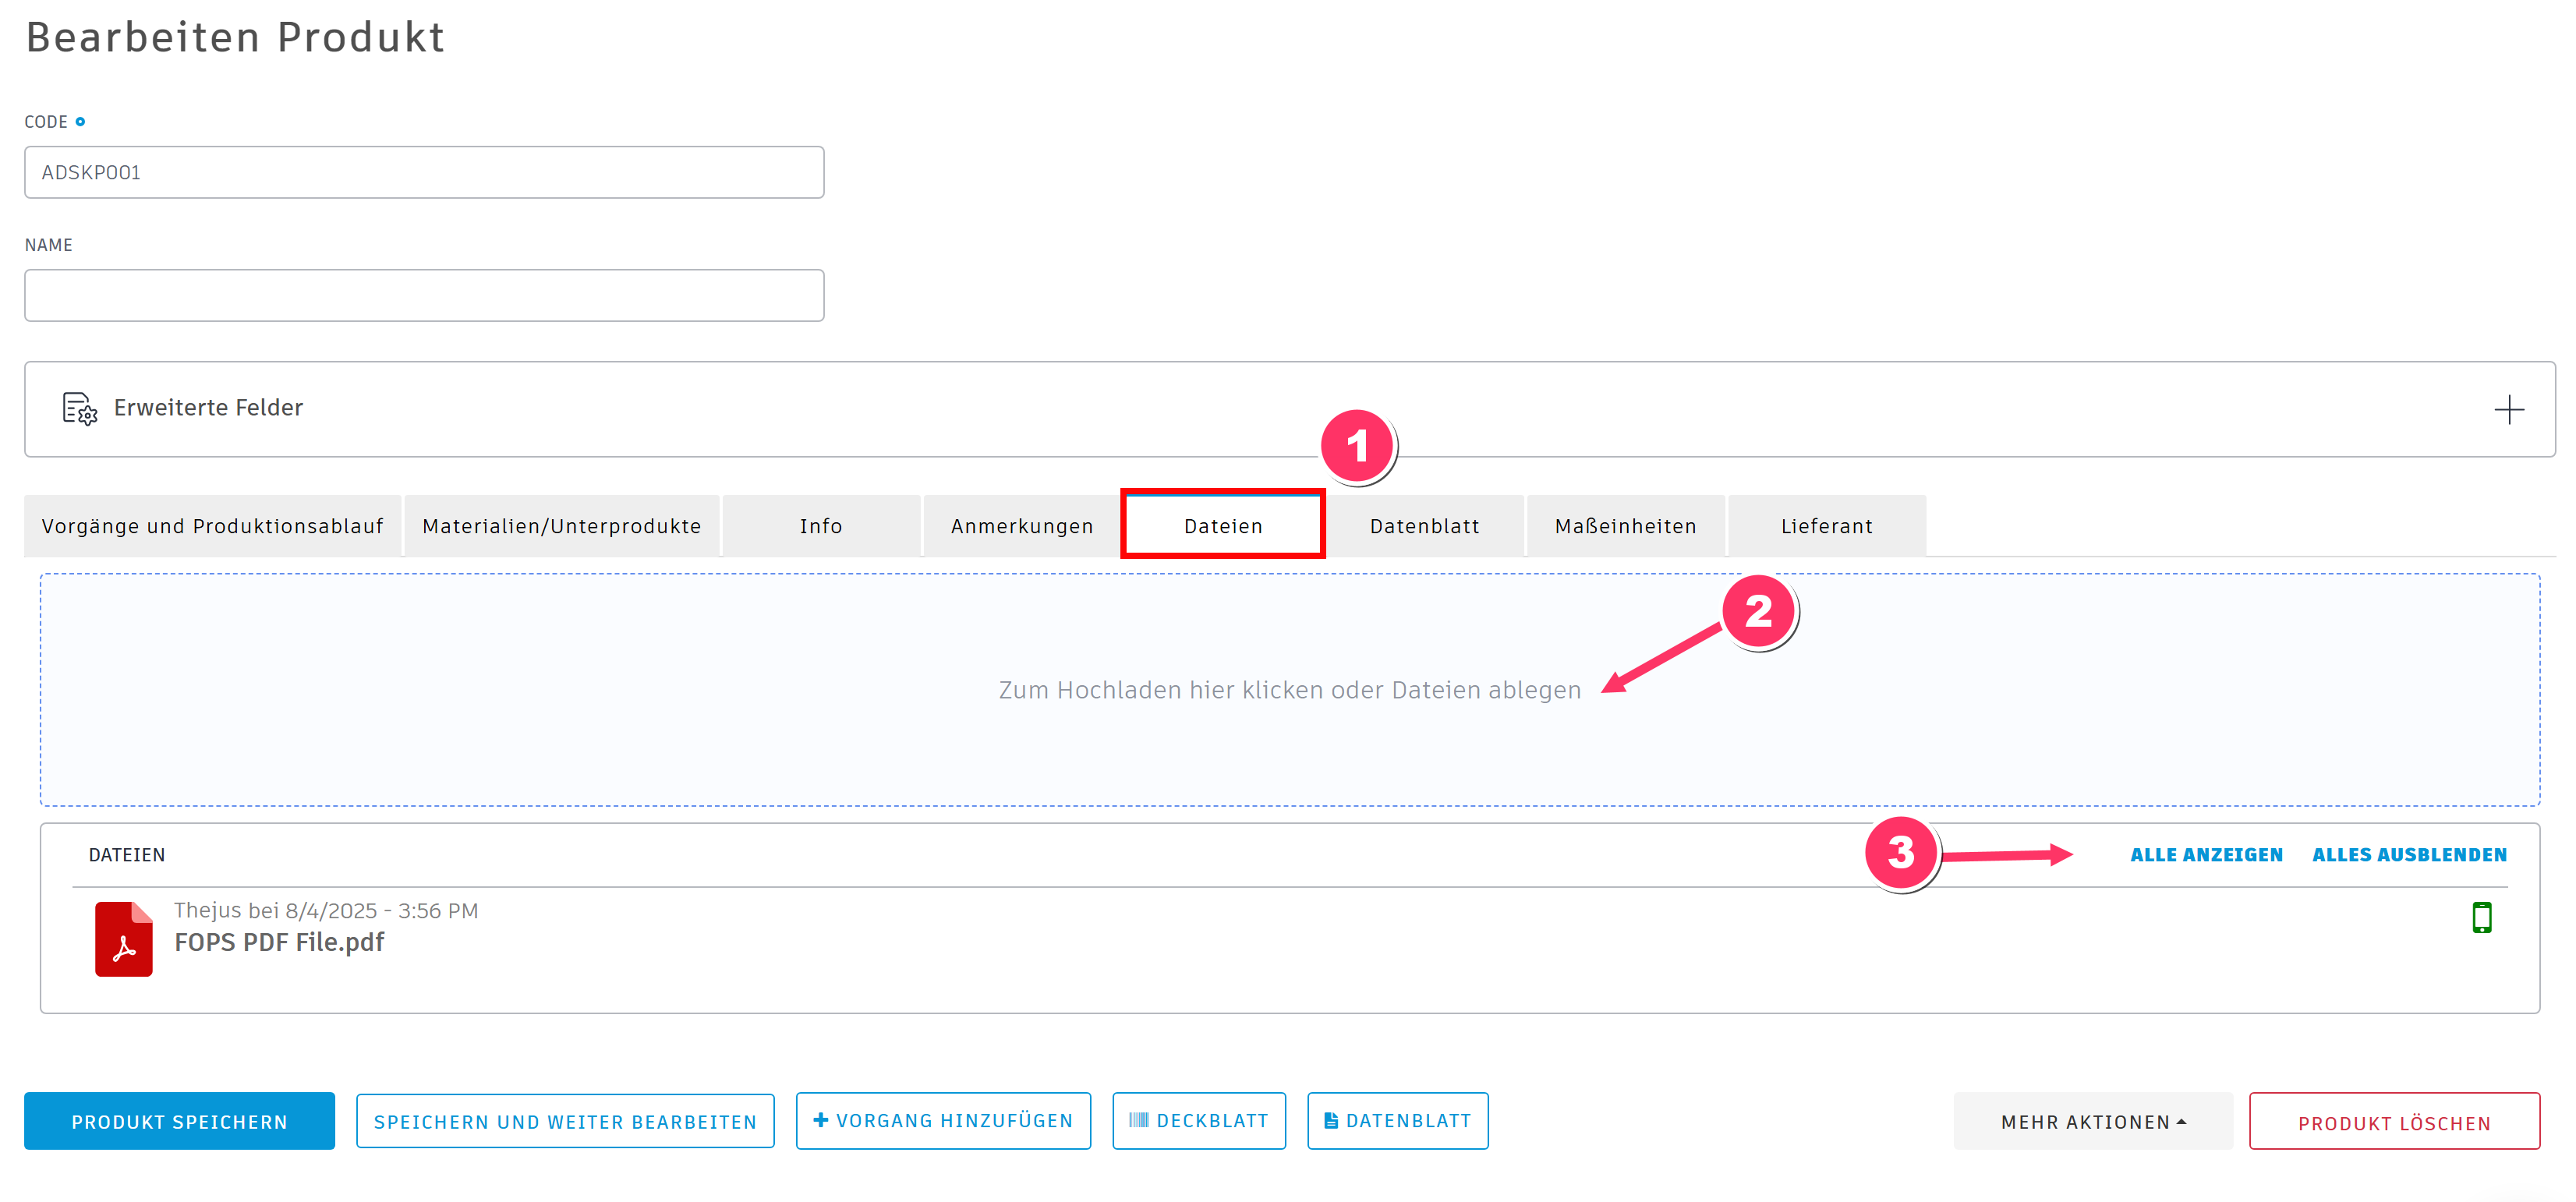 Bearbeiten Produkt
CODE
ADSKP001
NAME
Erweiterte Felder
1
Vorgänge und Produktionsablauf Materialien/Unterprodukte Info Anmerkungen Dateien Datenblatt Maßeinheiten Lieferant
2
Zum Hochladen hier klicken oder Dateien ablegen
DATEIEN 3 ALLE ANZEIGEN ALLES AUSBLENDEN
Thejus bei 8/4/2025 - 3:56 PM
FOPS PDF File.pdf
PRODUKT SPEICHERN SPEICHERN UND WEITER BEARBEITEN VORGANG HINZUFÜGEN DECKBLATT DATENBLATT MEHR AKTIONEN PRODUKT LÖSCHEN